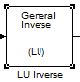 General
Inverse
(LU)
LU Inverse